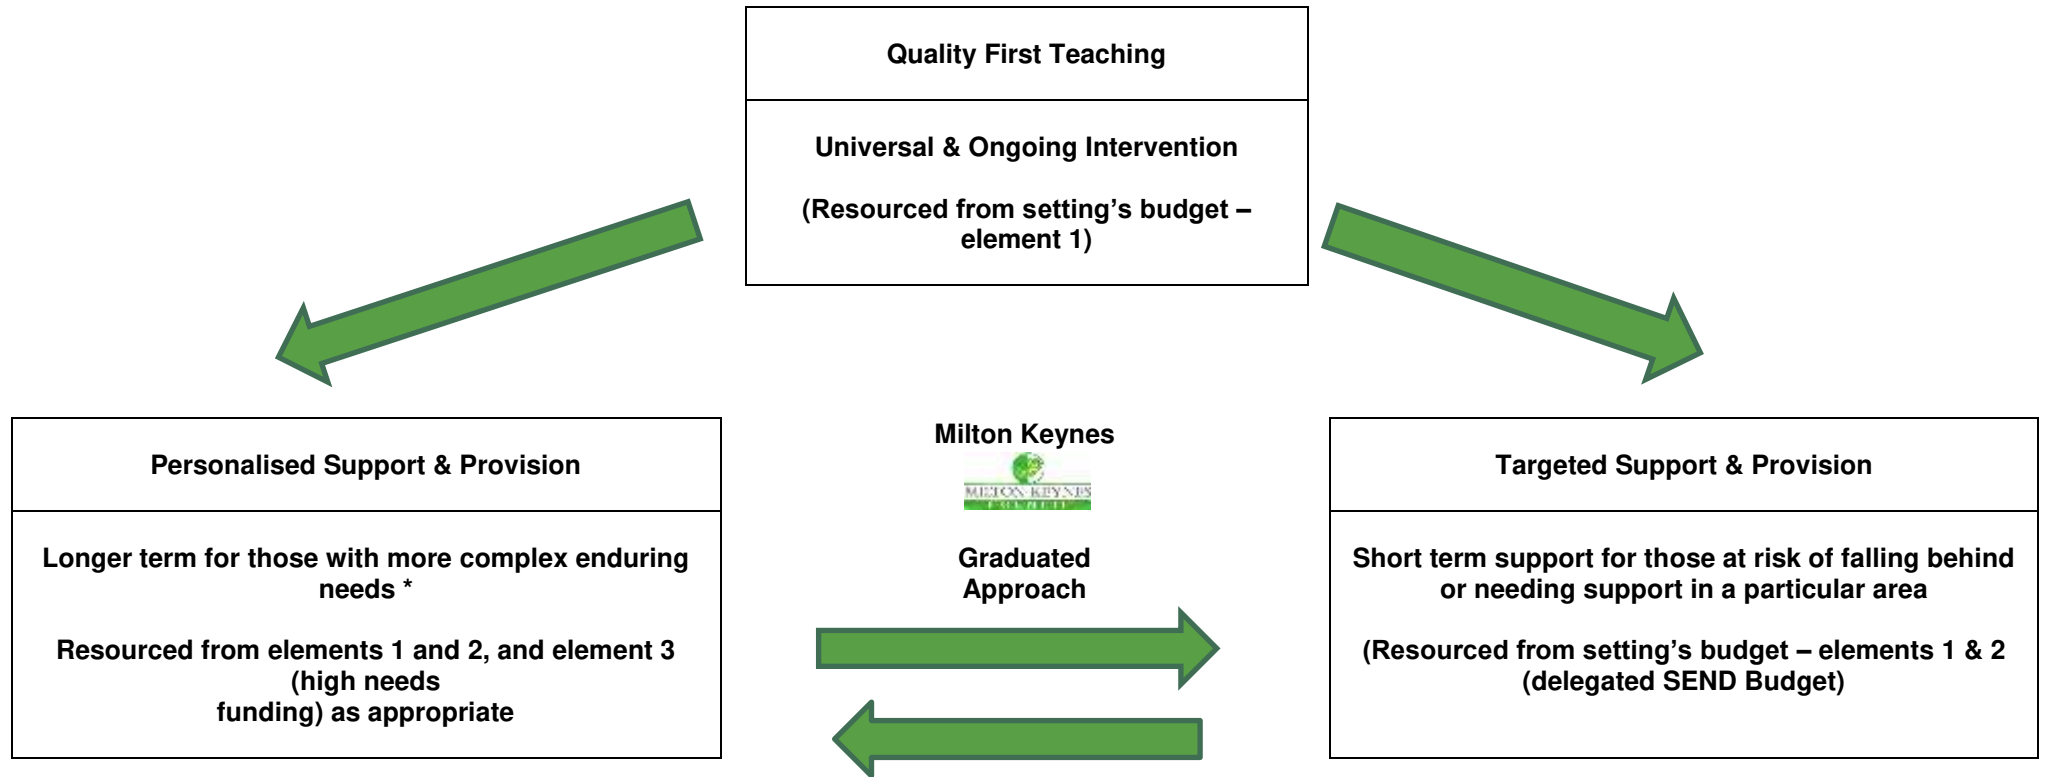 Quality First Teaching
Universal & Ongoing Intervention
(Resourced from setting’s budget –
element 1)
Personalised Support & Provision
Longer term for those with more complex enduring
needs *
Resourced from elements 1 and 2, and element 3
(high needs
funding) as appropriate
Milton Keynes
MILTON KEYNES
Graduated
Approach
Targeted Support & Provision
Short term support for those at risk of falling behind
or needing support in a particular area
(Resourced from setting’s budget – elements 1 & 2
(delegated SEND Budget)